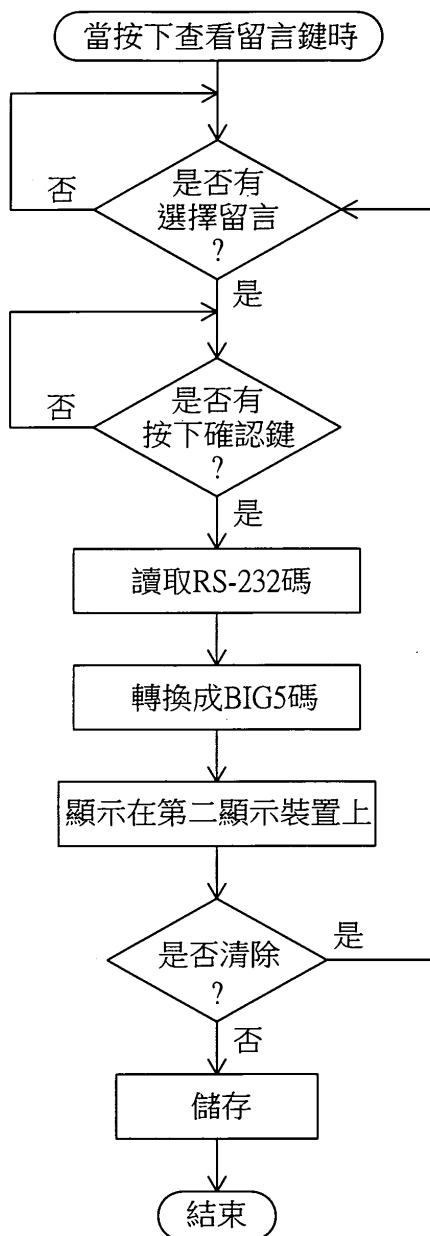 當按下查看留言鍵時
是否有
選擇留言
?
否
是
是否有
按下確認鍵
?
否
是
讀取RS-232碼
轉換成BIG5碼
顯示在第二顯示裝置上
是否清除
?
是
否
儲存
結束